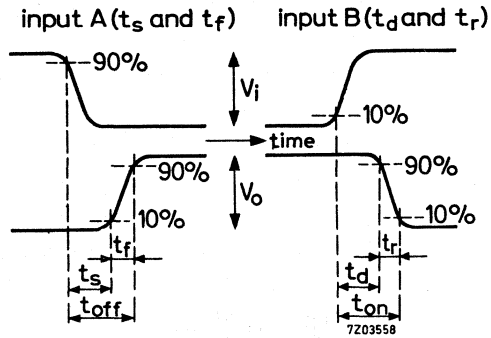 input A (ts and tf)
input B (td and tr)
90%
Vi
10%
time
90%
Vo
90%
10%
10%
tf
tr
ts
td
toff
ton
7Z03558